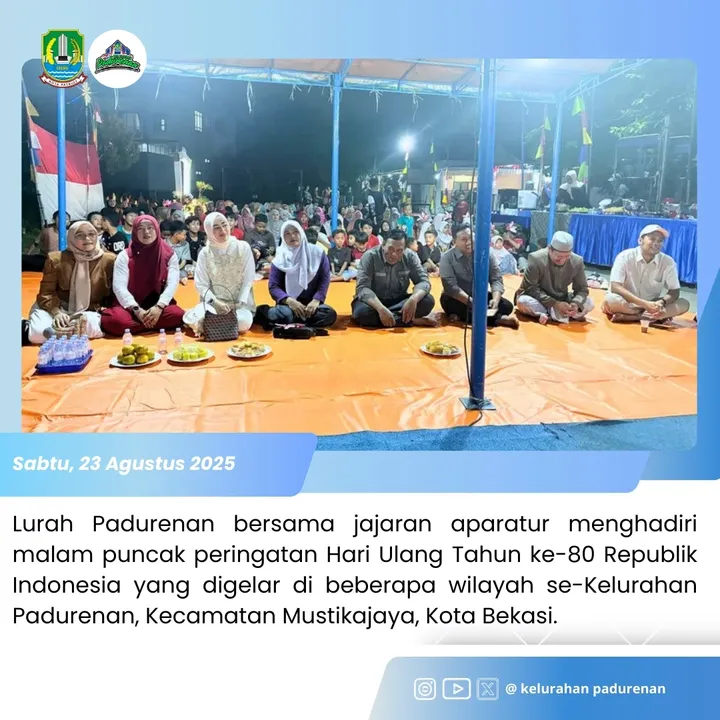 Sabtu, 23 Agustus 2025
Lurah Padurenan bersama jajaran aparatur menghadiri
malam puncak peringatan Hari Ulang Tahun ke-80 Republik
Indonesia yang digelar di beberapa wilayah se-Kelurahan
Padurenan, Kecamatan Mustikajaya, Kota Bekasi.
@ kelurahan padurenan